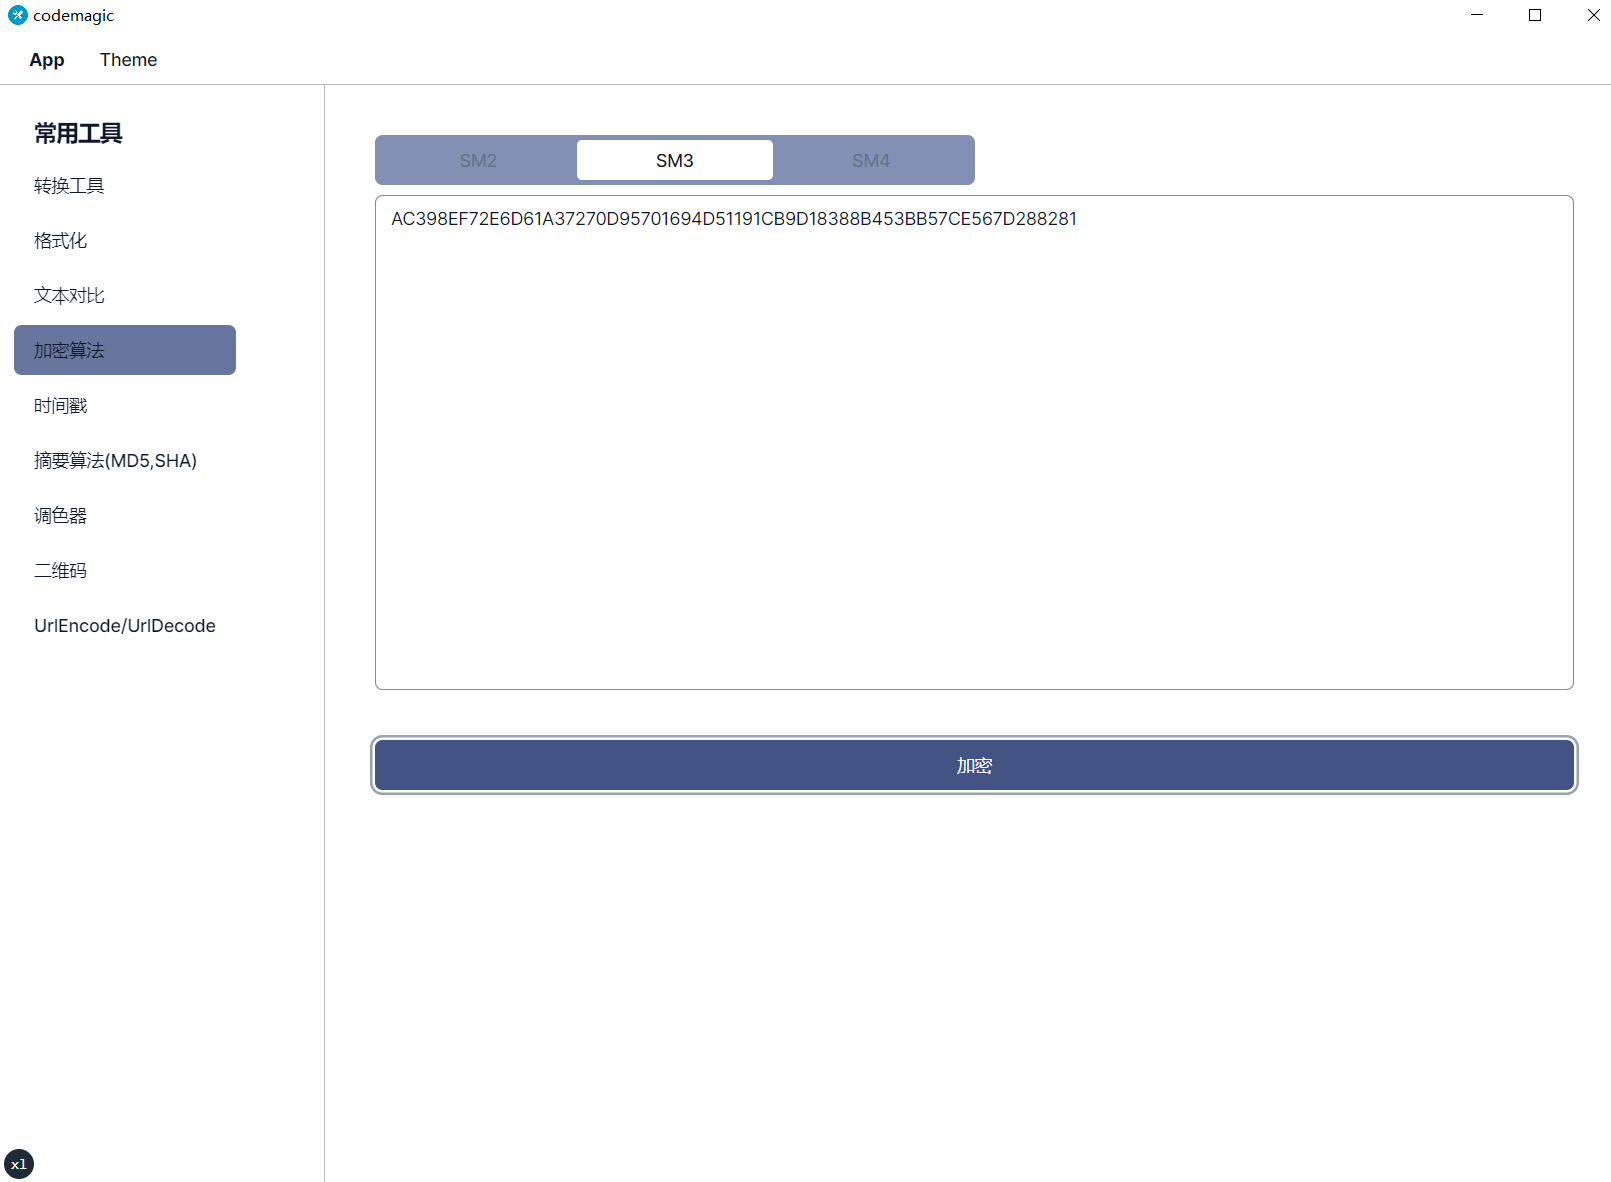 codemagic
App
Theme
常用工具
转换工具
格式化
文本对比
加密算法
时间戳
摘要算法(MD5,SHA)
调色器
二维码
UrlEncode/UrlDecode
SM2
SM3
SM4
AC398EF72E6D61A37270D95701694D51191CB9D18388B453BB57CE567D288281
加密
xl